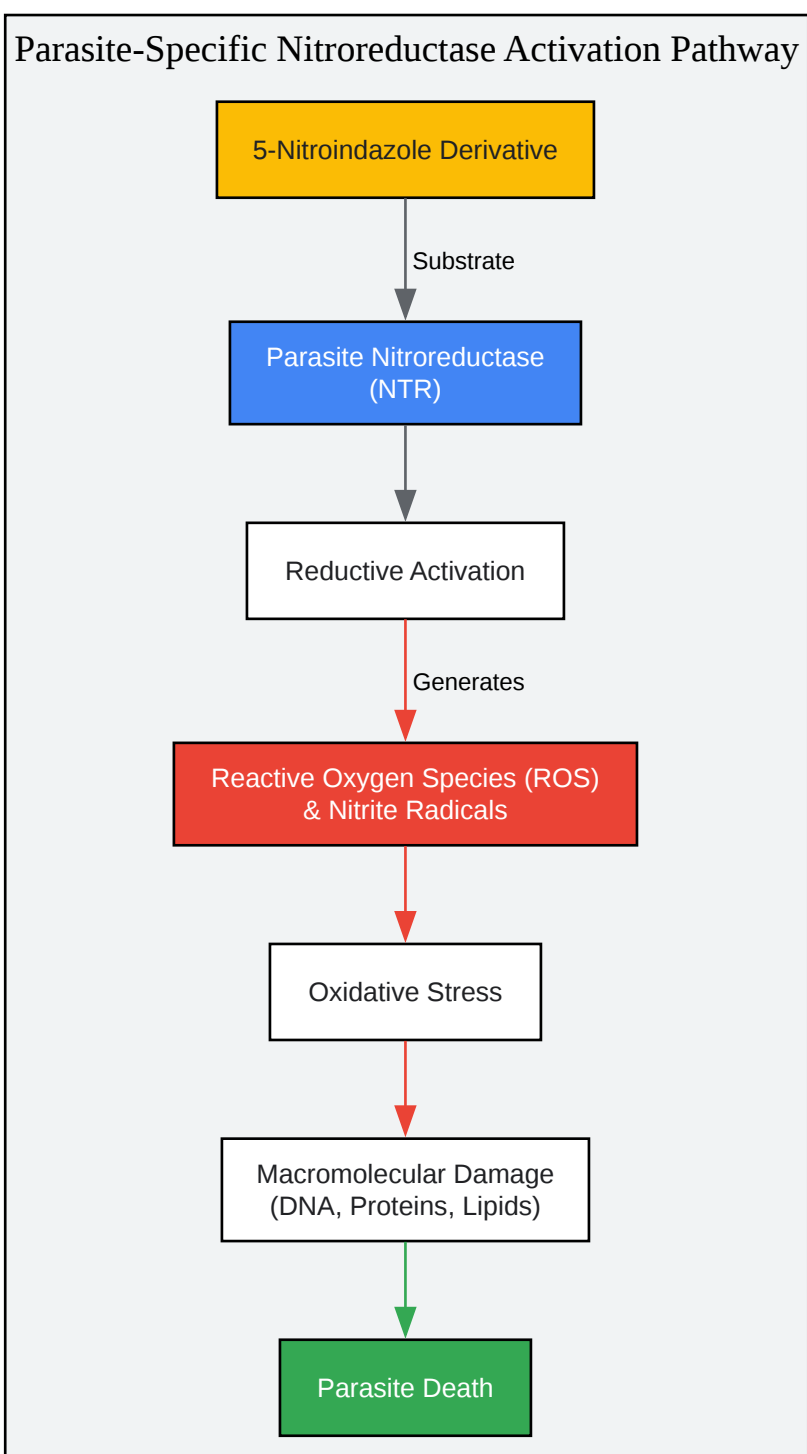 Parasite-Specific Nitroreductase Activation Pathway
5-Nitroindazole Derivative
Substrate
Parasite Nitroreductase
(NTR)
Reductive Activation
Generates
Reactive Oxygen Species (ROS)
& Nitrite Radicals
Oxidative Stress
Macromolecular Damage
(DNA, Proteins, Lipids)
Parasite Death